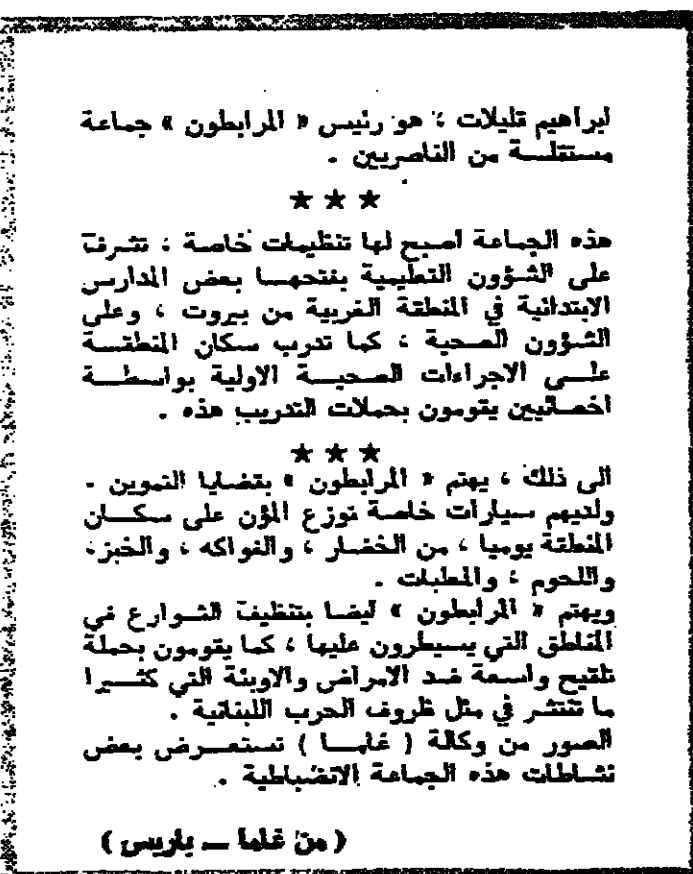 ابراهيم قليلات ، هو رئيس « المرابطون » جماعة
مستقلة من الناصريين .
★ ★ ★
هذه الجماعة اصبح لها تنظيمات خاصة ، تشرف
على الشؤون التعليمية بفتحها بعض المدارس
الابتدائية في المنطقة الغربية من بيروت ، وعلى
الشؤون الصحية ، كما تدرب سكان المنطقة
على الاجراءات الصحية الاولية بواسطة
اخصائيين يقومون بحملات التدريب هذه .
★ ★ ★
الى ذلك ، يهتم « المرابطون » بقضايا التموين .
ولديهم سيارات خاصة توزع المؤن على سكان
المنطقة يوميا ، من الخضار ، والفواكه ، والخبز ،
واللحوم ، والمعلبات .
ويهتم « المرابطون » ايضا بتنظيف الشوارع في
المناطق التي يسيطرون عليها ، كما يقومون بحملة
تلقيح واسعة ضد الامراض والاوبئة التي كثيرا
ما تنتشر في مثل ظروف الحرب اللبنانية .
الصور من وكالة ( غاما ) تستعرض بعض
نشاطات هذه الجماعة الانضباطية .
( من غاما — باريس )